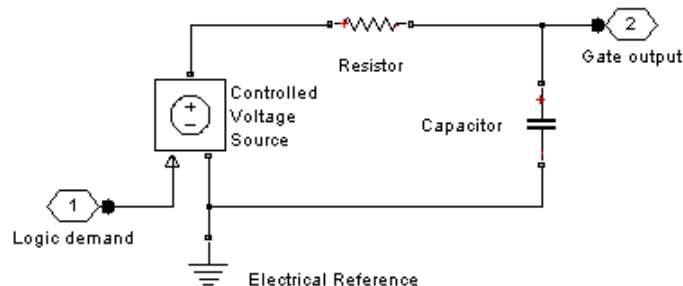 2
Resistor
Gate output
Controlled
Voltage
Source
Capacitor
1
Logic demand
Electrical Reference